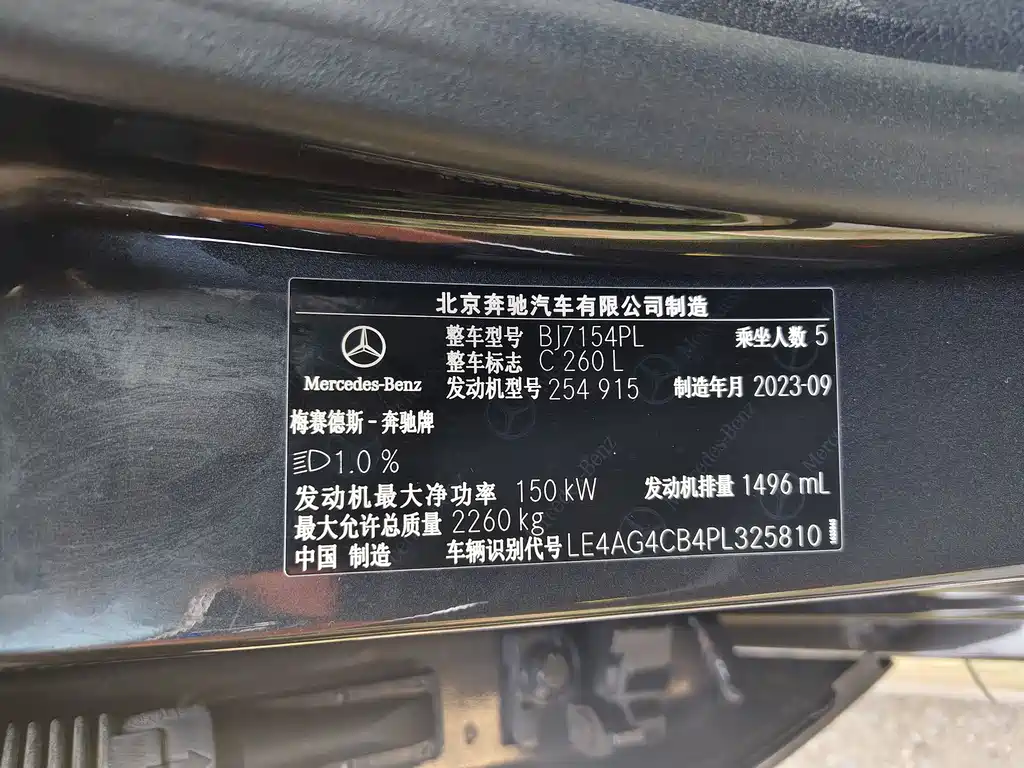 北京奔驰汽车有限公司制造
整车型号 BJ7154PL 乘坐人数 5
整车标志 C 260 L
Mercedes-Benz 发动机型号 254 915 制造年月 2023-09
梅赛德斯-奔驰牌
1.0 %
发动机最大净功率 150 kW 发动机排量 1496 mL
最大允许总质量 2260 kg
中国 制造 车辆识别代号 LE4AG4CB4PL325810